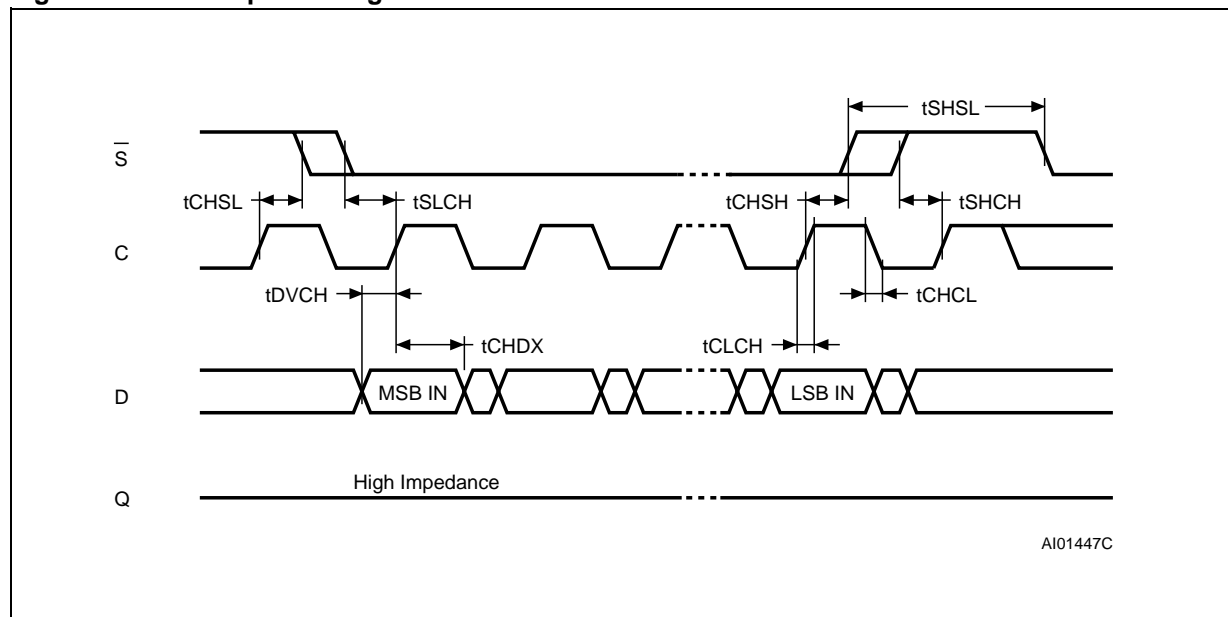 tSHSL
S
tCHSL
tSLCH
tCHSH
tSHCH
C
tDVCH
tCHCL
tCHDX
tCLCH
D
MSB IN
LSB IN
High Impedance
Q
AI01447C